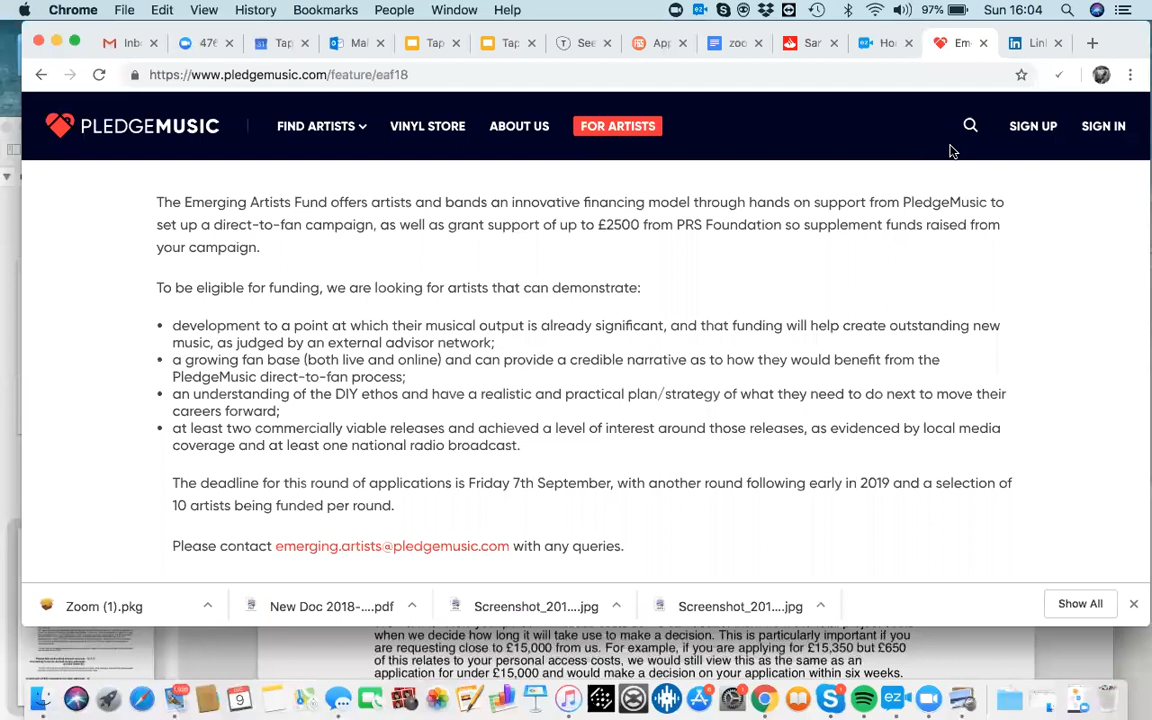 Chrome File Edit View History Bookmarks People Window Help 97% Sun 16:04
Inb 476 Tap Mal Tap Tap See App zoo San Ho Em Linl
https://www.pledgemusic.com/feature/eaf18
PLEDGEMUSIC FIND ARTISTS VINYL STORE ABOUT US FOR ARTISTS SIGN UP SIGN IN
The Emerging Artists Fund offers artists and bands an innovative financing model through hands on support from PledgeMusic to
set up a direct-to-fan campaign, as well as grant support of up to £2500 from PRS Foundation so supplement funds raised from
your campaign.
To be eligible for funding, we are looking for artists that can demonstrate:
• development to a point at which their musical output is already significant, and that funding will help create outstanding new
music, as judged by an external advisor network;
• a growing fan base (both live and online) and can provide a credible narrative as to how they would benefit from the
PledgeMusic direct-to-fan process;
• an understanding of the DIY ethos and have a realistic and practical plan/strategy of what they need to do next to move their
careers forward;
• at least two commercially viable releases and achieved a level of interest around those releases, as evidenced by local media
coverage and at least one national radio broadcast.
The deadline for this round of applications is Friday 7th September, with another round following early in 2019 and a selection of
10 artists being funded per round.
Please contact emerging.artists@pledgemusic.com with any queries.
Zoom (1).pkg New Doc 2018-....pdf Screenshot_201....jpg Screenshot_201....jpg Show All
when we decide how long it will take use to make a decision. This is particularly important if you
are requesting close to £15,000 from us. For example, if you are applying for £15,350 but £650
of this relates to your personal access costs, we would still view this as the same as an
application for under £15,000 and would make a decision on your application within six weeks.